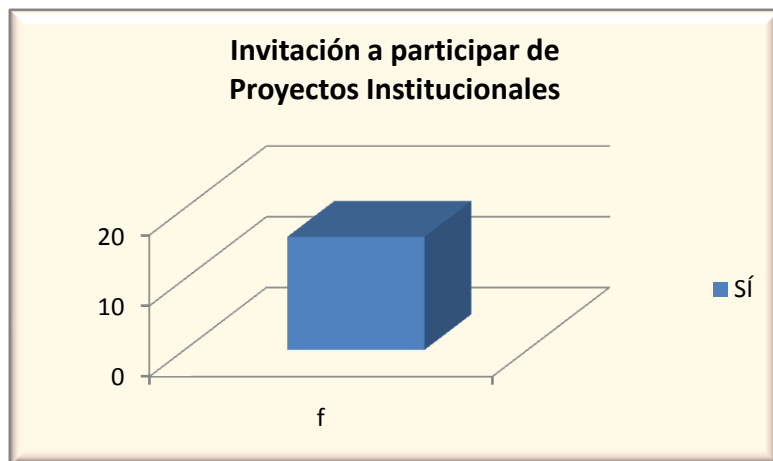 Invitación a participar de
Proyectos Institucionales
20
10
0
f
SÍ